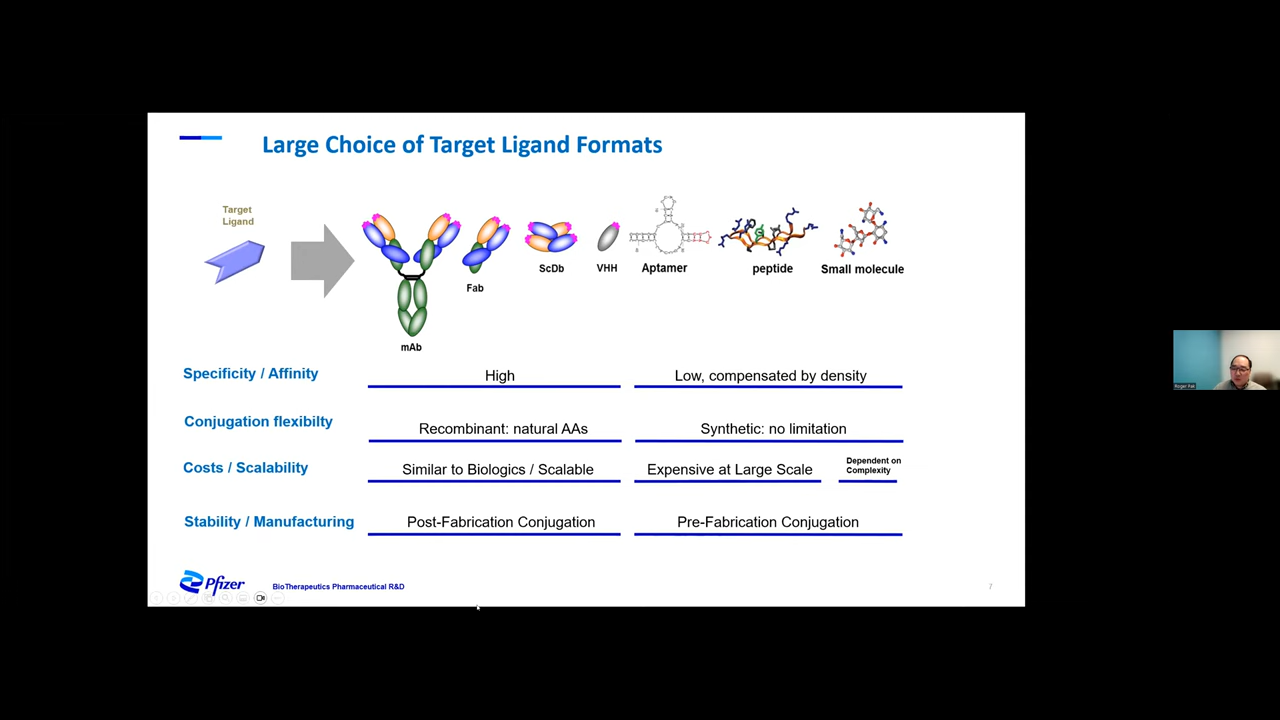 Large Choice of Target Ligand Formats
Target
Ligand
ScDb
VHH
Aptamer
peptide
Small molecule
Fab
mAb
Specificity / Affinity
High
Low, compensated by density
Conjugation flexibilty
Recombinant: natural AAs
Synthetic: no limitation
Costs / Scalability
Similar to Biologics / Scalable
Expensive at Large Scale
Dependent on
Complexity
Stability / Manufacturing
Post-Fabrication Conjugation
Pre-Fabrication Conjugation
Pfizer
BioTherapeutics Pharmaceutical R&D
7